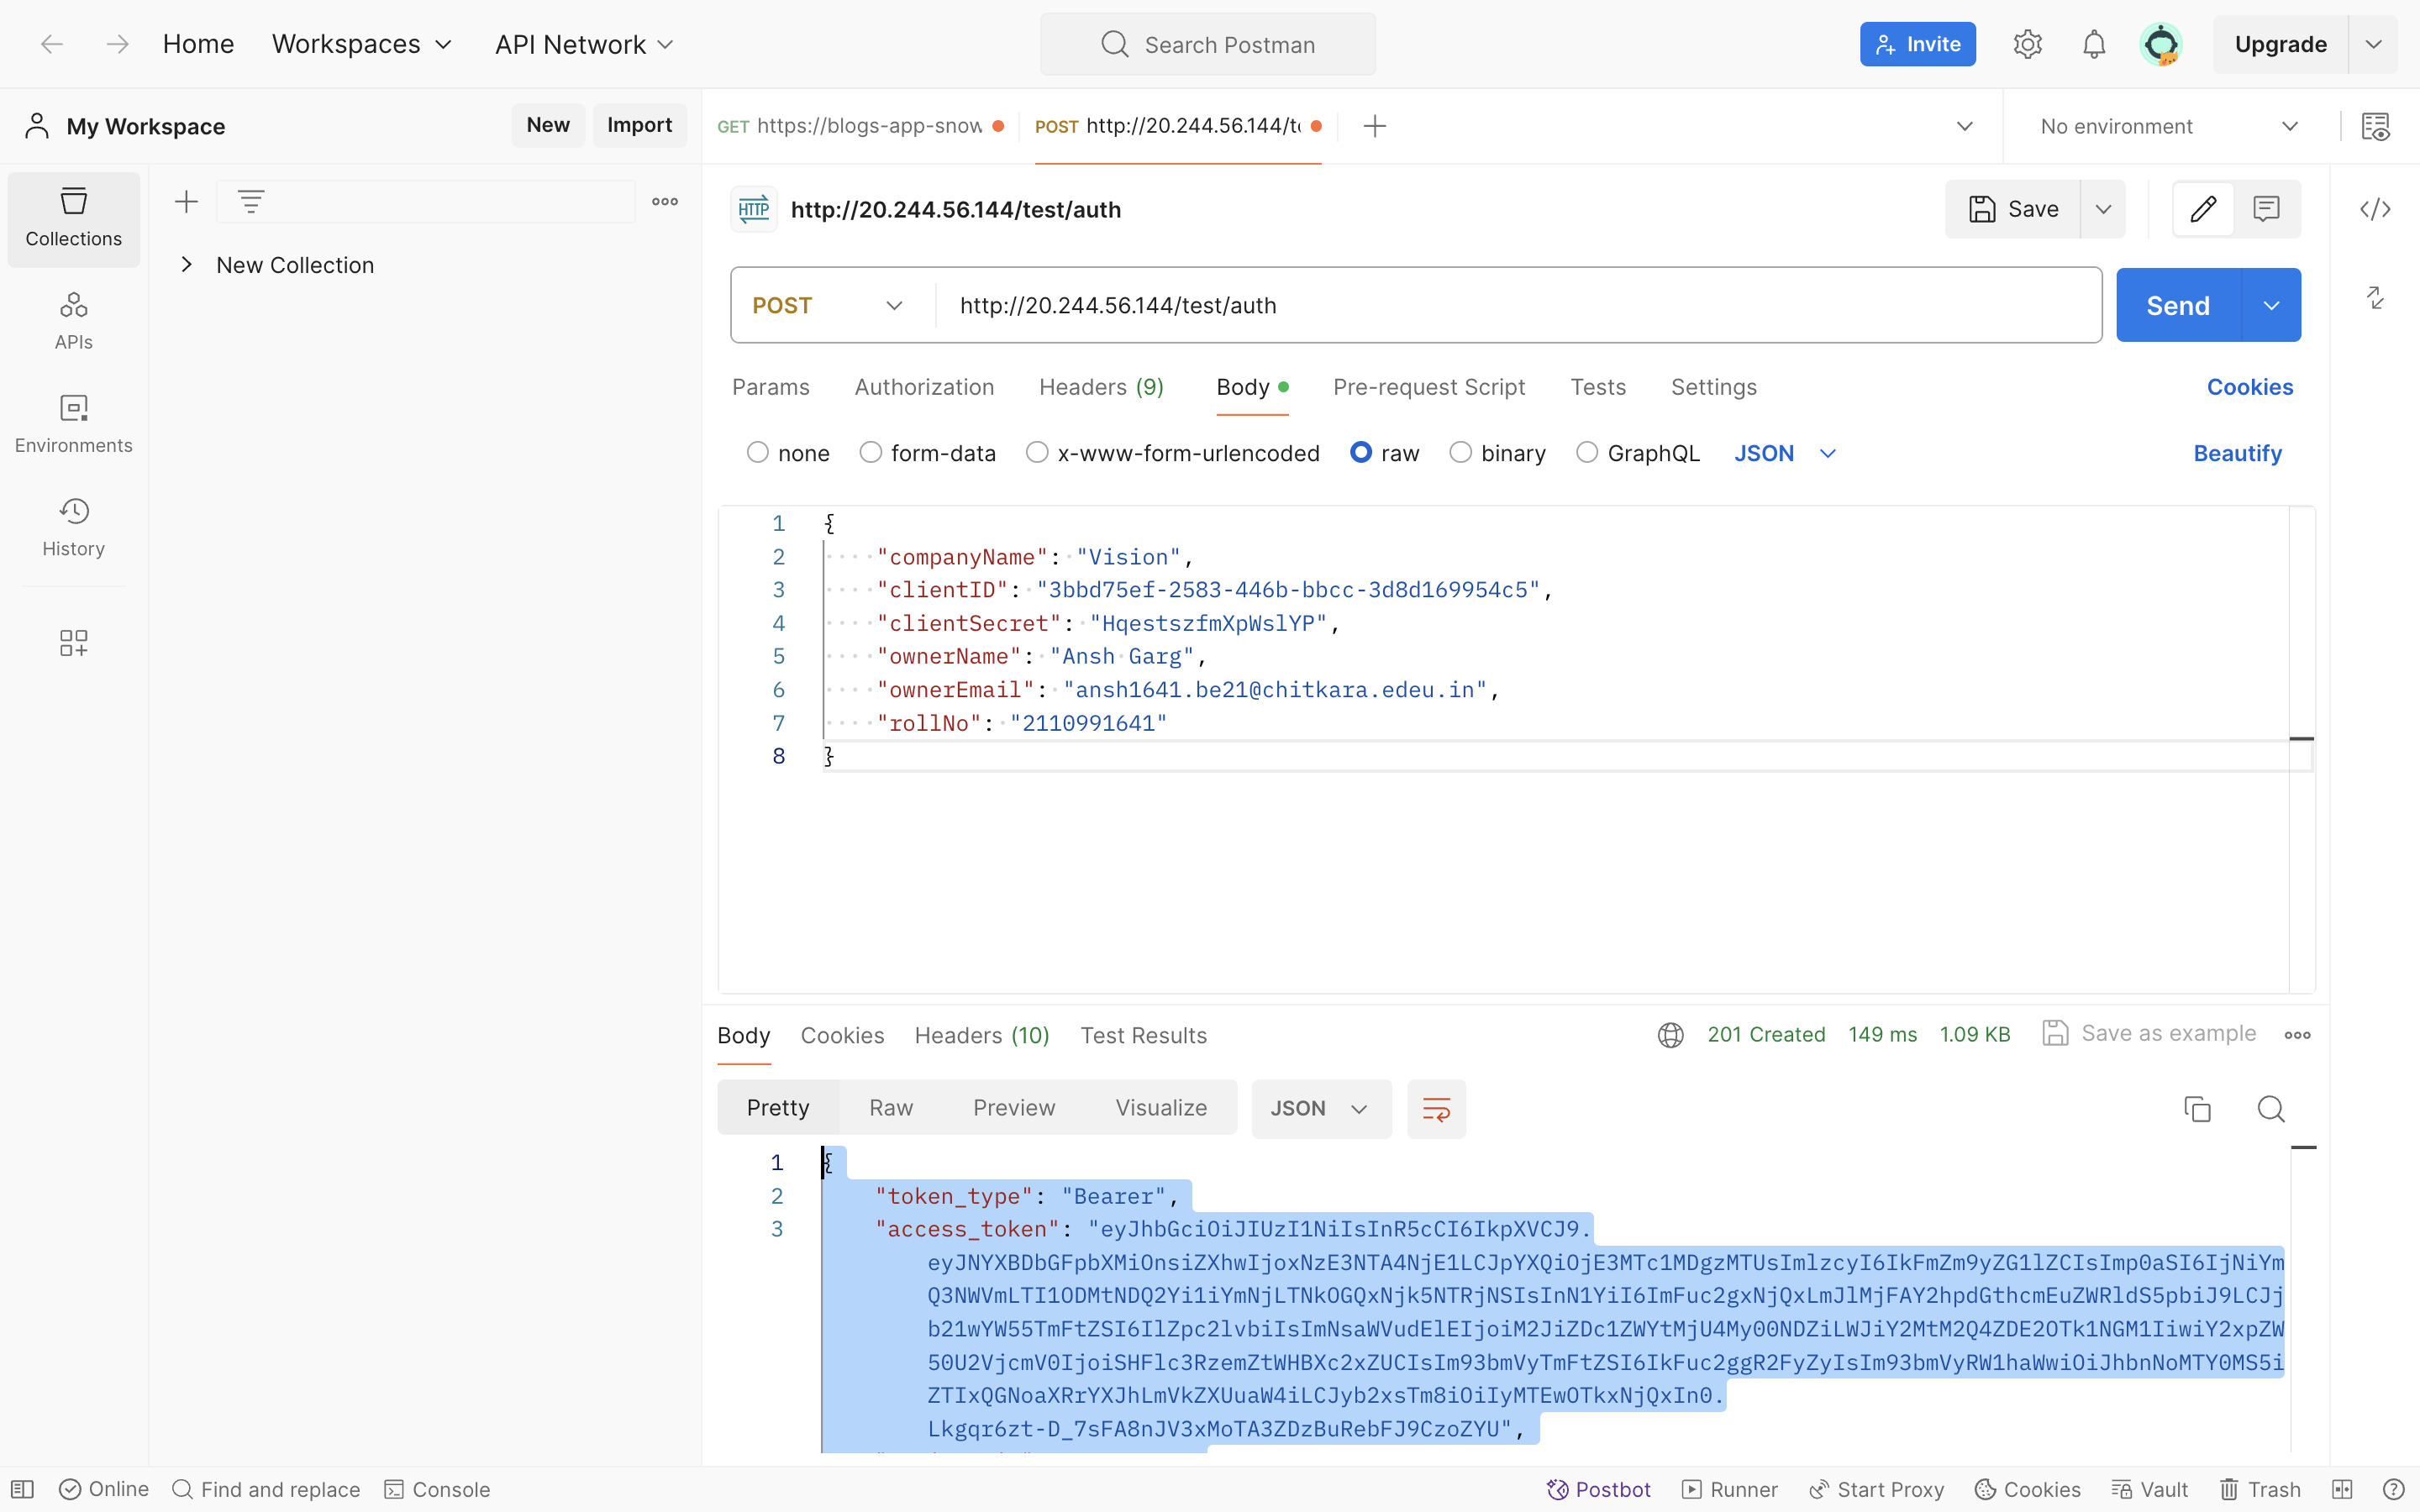 Home
Workspaces
API Network
Search Postman
Invite
Upgrade
My Workspace
New
Import
GET https://blogs-app-snow
POST http://20.244.56.144/te
No environment
Collections
APIs
Environments
History
New Collection
HTTP
http://20.244.56.144/test/auth
Save
POST
http://20.244.56.144/test/auth
Send
Params
Authorization
Headers (9)
Body
Pre-request Script
Tests
Settings
Cookies
none
form-data
x-www-form-urlencoded
raw
binary
GraphQL
JSON
Beautify
1 {
2 "companyName": "Vision",
3 "clientID": "3bbd75ef-2583-446b-bbcc-3d8d169954c5",
4 "clientSecret": "HqestszfmXpWslYP",
5 "ownerName": "Ansh Garg",
6 "ownerEmail": "ansh1641.be21@chitkara.edeu.in",
7 "rollNo": "2110991641"
8 }
Body
Cookies
Headers (10)
Test Results
201 Created
149 ms
1.09 KB
Save as example
Pretty
Raw
Preview
Visualize
JSON
1 {
2 "token_type": "Bearer",
3 "access_token": "eyJhbGciOiJIUzI1NiIsInR5cCI6IkpXVCJ9.
eyJNYXBDbGFpbXMiOnsiZXhwIjoxNzE3NTA4NjE1LCJpYXQiOjE3MTc1MDgzMTUsImlzcyI6IkFmZm9yZG1lZCIsImp0aSI6IjNiYm
Q3NWVmLTI1ODMtNDQ2Yi1iYmNjLTNkOGQxNjk5NTRjNSIsInN1YiI6ImFuc2gxNjQxLmJlMjFAY2hpdGthcmEuZWRldS5pbiJ9LCJj
b21wYW55TmFtZSI6IlZpc2lvbiIsImNsaWVudElEIjoiM2JiZDc1ZWYtMjU4My00NDZiLWJiY2MtM2Q4ZDE2OTk1NGM1IiwiY2xpZW
50U2VjcmV0IjoiSHFlc3RzemZtWHBXc2xZUCIsIm93bmVyTmFtZSI6IkFuc2ggR2FyZyIsIm93bmVyRW1haWwiOiJhbnNoMTY0MS5i
ZTIxQGNoaXRrYXJhLmVkZXUuaW4iLCJyb2xsTm8iOiIyMTEwOTkxNjQxIn0.
Lkgqr6zt-D_7sFA8nJV3xMoTA3ZDzBuRebFJ9CzoZYU",
Online
Find and replace
Console
Postbot
Runner
Start Proxy
Cookies
Vault
Trash